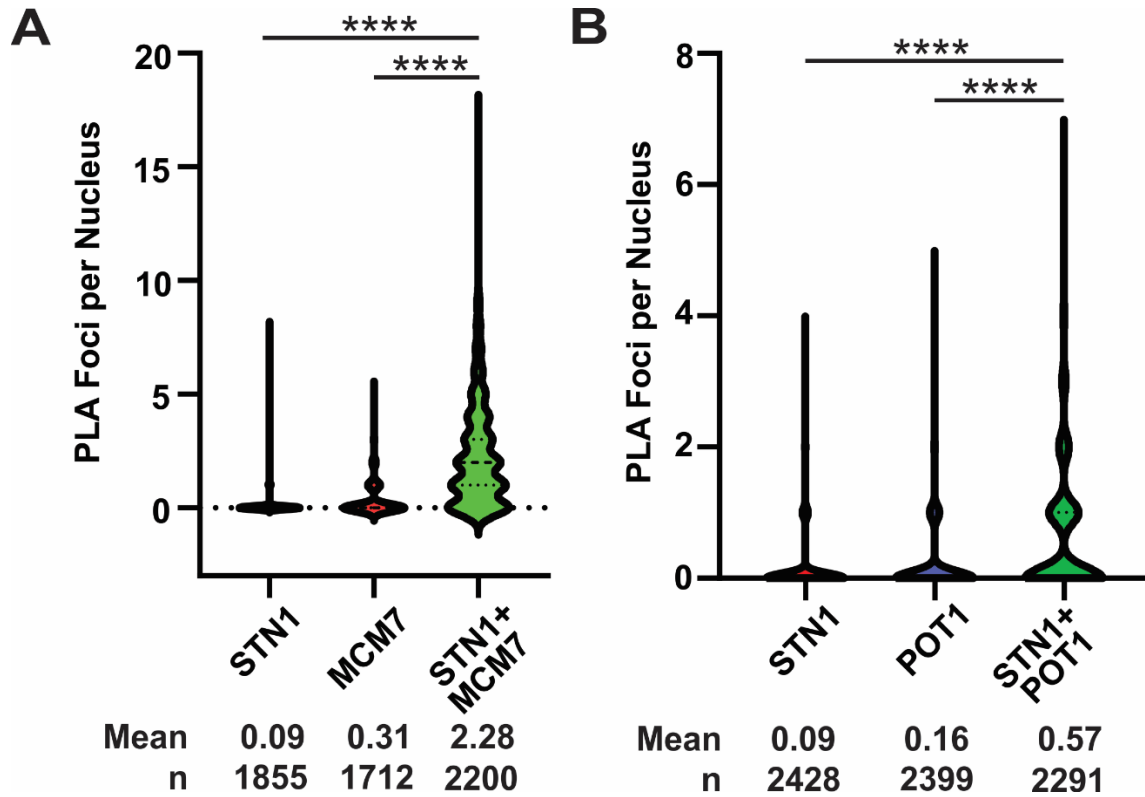 A
PLA Foci per Nucleus
20
15
10
5
0
****
****
STN1
MCM7
STN1+
MCM7
Mean 0.09 0.31 2.28
n 1855 1712 2200
B
PLA Foci per Nucleus
8
6
4
2
0
****
****
STN1
POT1
STN1+
POT1
Mean 0.09 0.16 0.57
n 2428 2399 2291